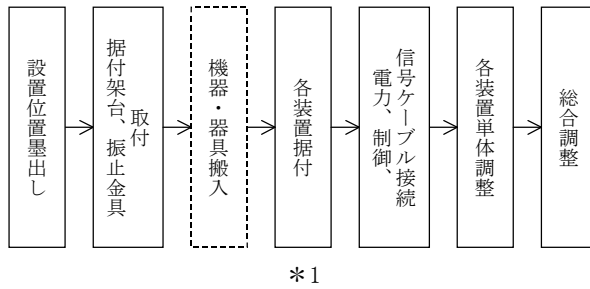 設置位置墨出し
据付架台、振止金具
取付
機器・器具搬入
各装置据付
信号ケーブル接続
電力、制御、
各装置単体調整
総合調整
＊1